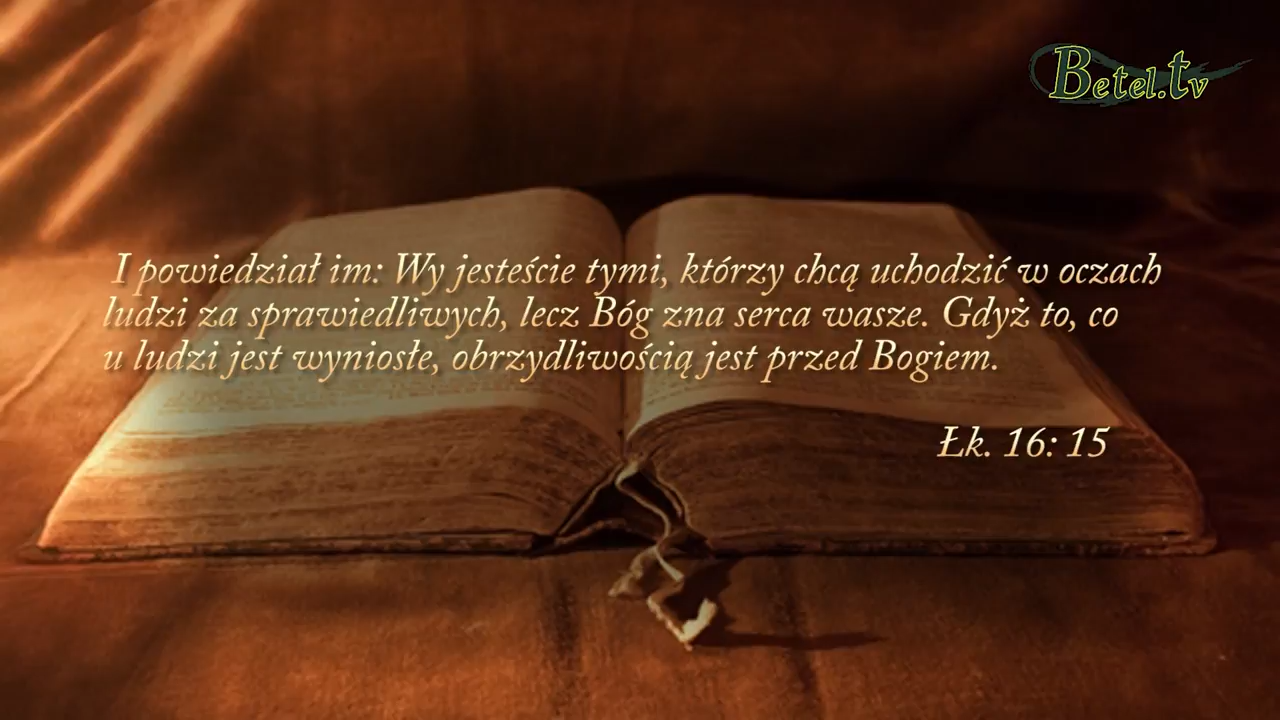 Betel.tv
I powiedział im: Wy jesteście tymi, którzy chcą uchodzić w oczach
ludzi za sprawiedliwych, lecz Bóg zna serca wasze. Gdyż to, co
u ludzi jest wyniosłe, obrzydliwością jest przed Bogiem.
Łk. 16: 15